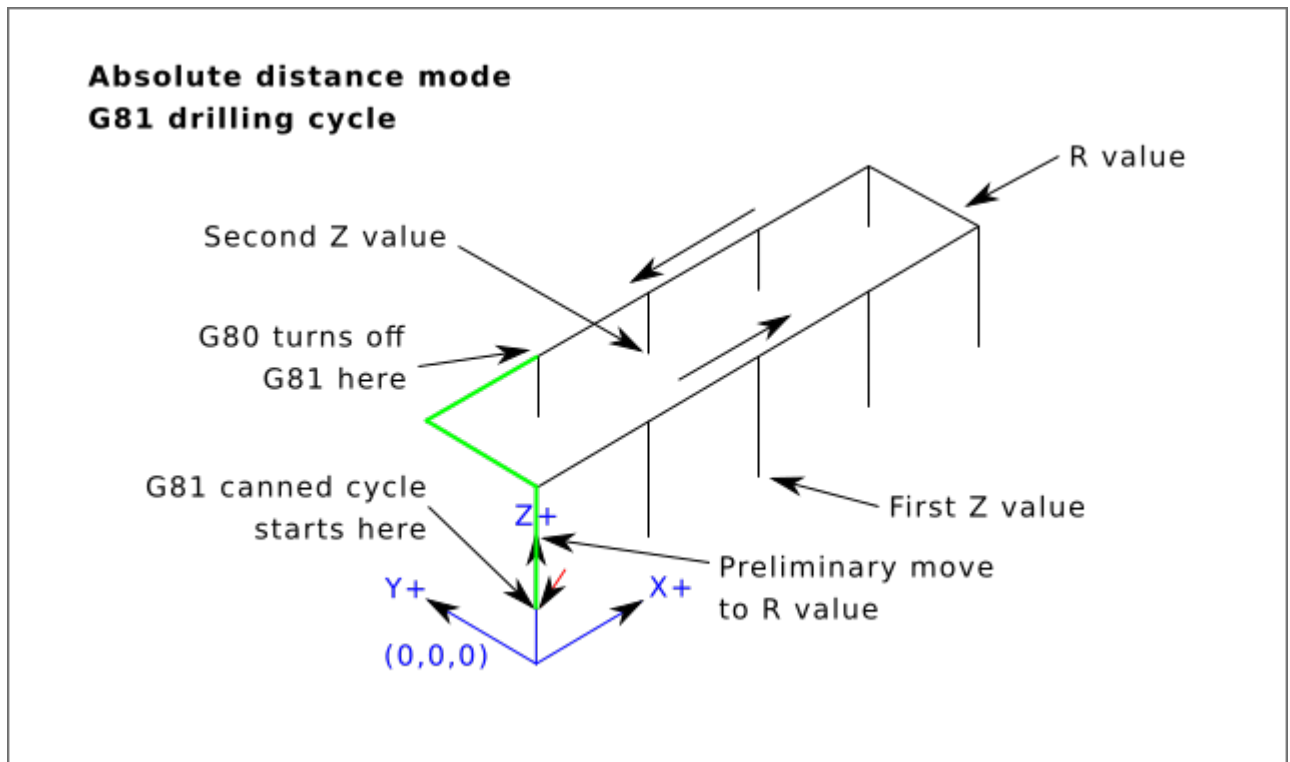 Absolute distance mode
G81 drilling cycle
R value
Second Z value
G80 turns off
G81 here
G81 canned cycle
starts here
Z+
First Z value
Preliminary move
to R value
Y+
X+
(0,0,0)